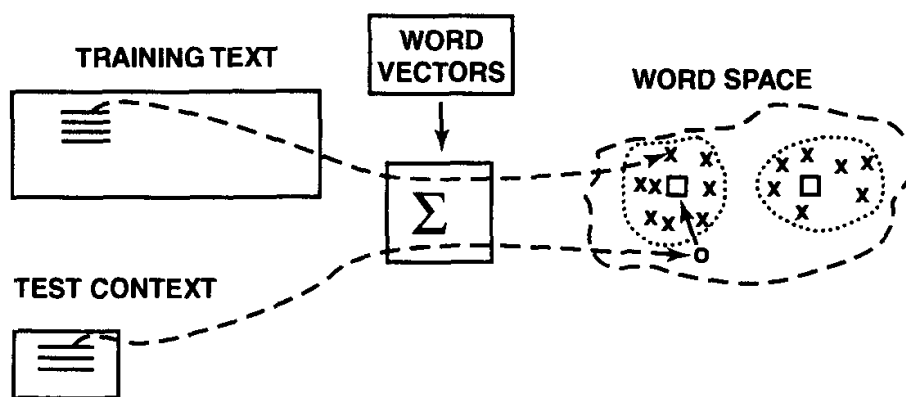 TRAINING TEXT
WORD
VECTORS
WORD SPACE
Σ
x x x x x
x x x x x x
x x x x
o
TEST CONTEXT